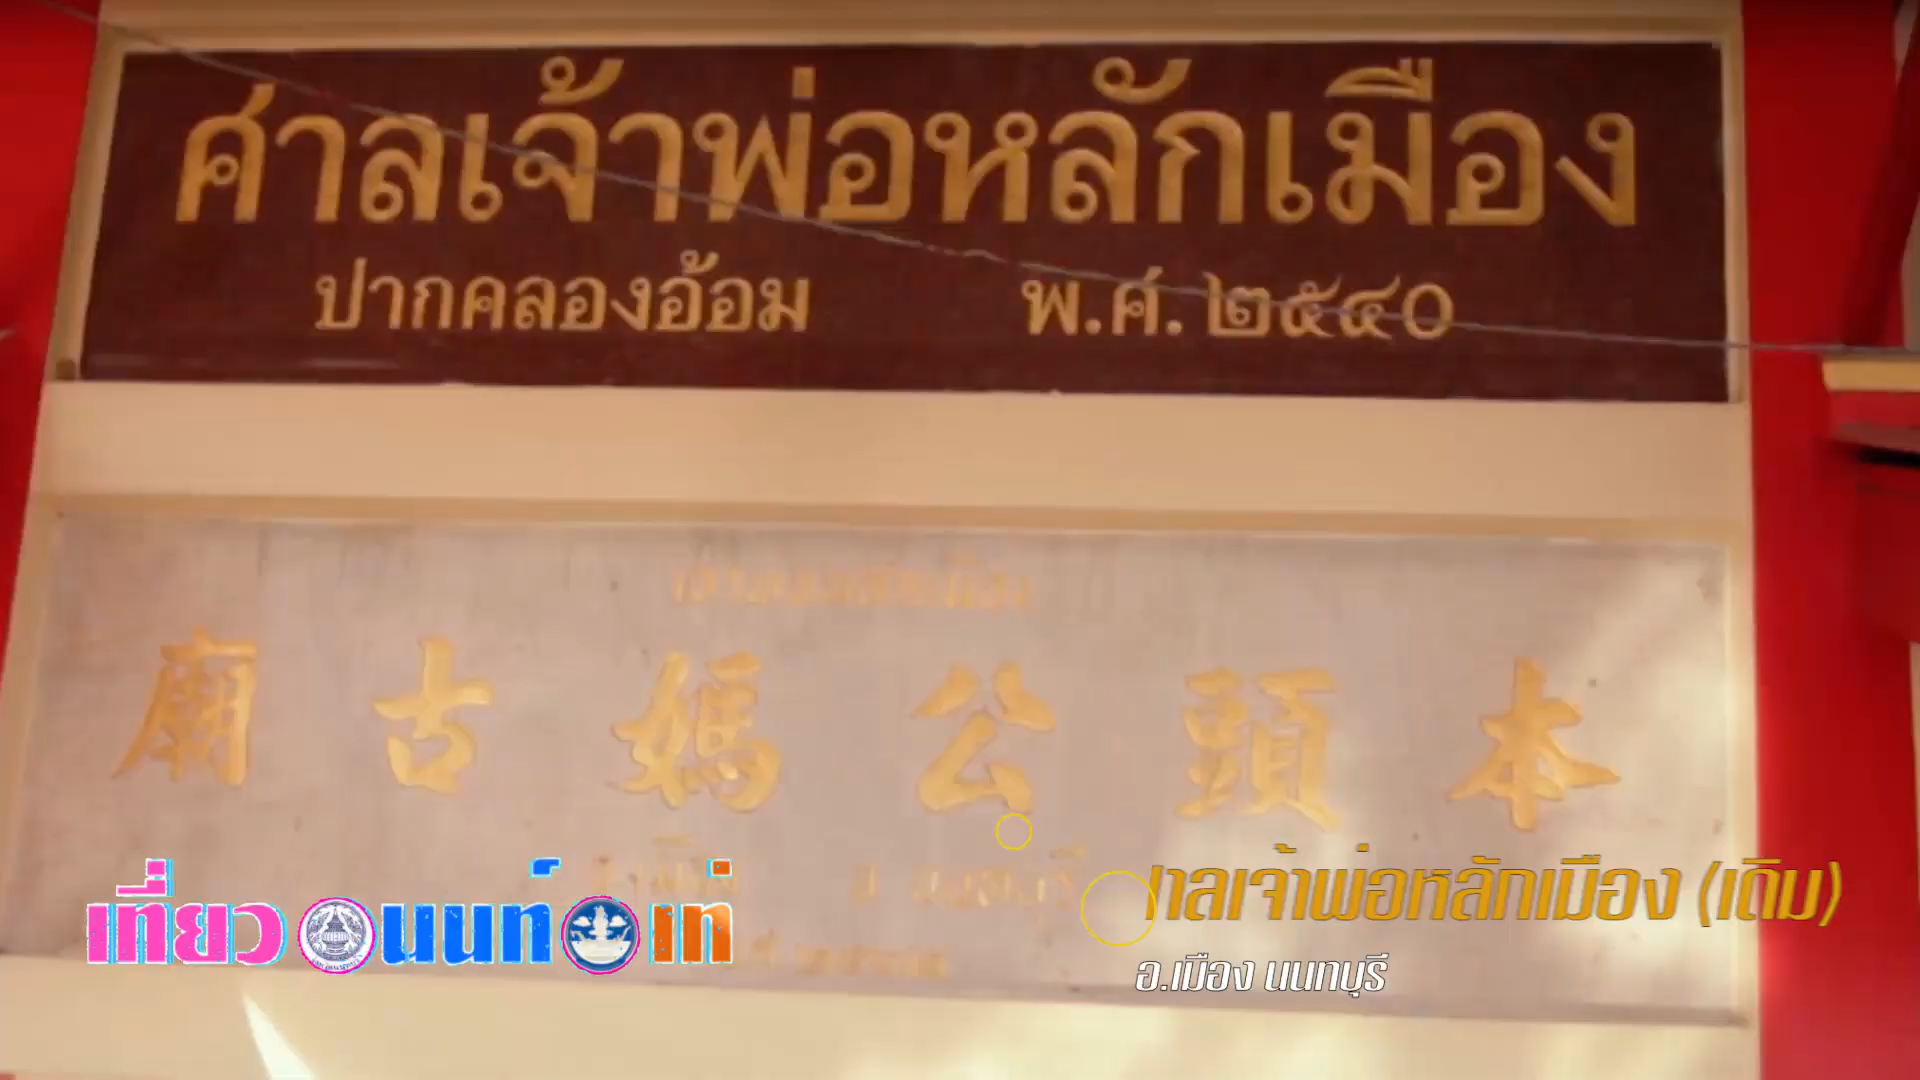 ศาลเจ้าพ่อหลักเมือง
ปากคลองอ้อม พ.ศ. ๒๕๔๐
廟古媽公頭本
เที่ยวนนท์เท่
าลเจ้าพ่อหลักเมือง (เดิม)
อ.เมือง นนทบุรี